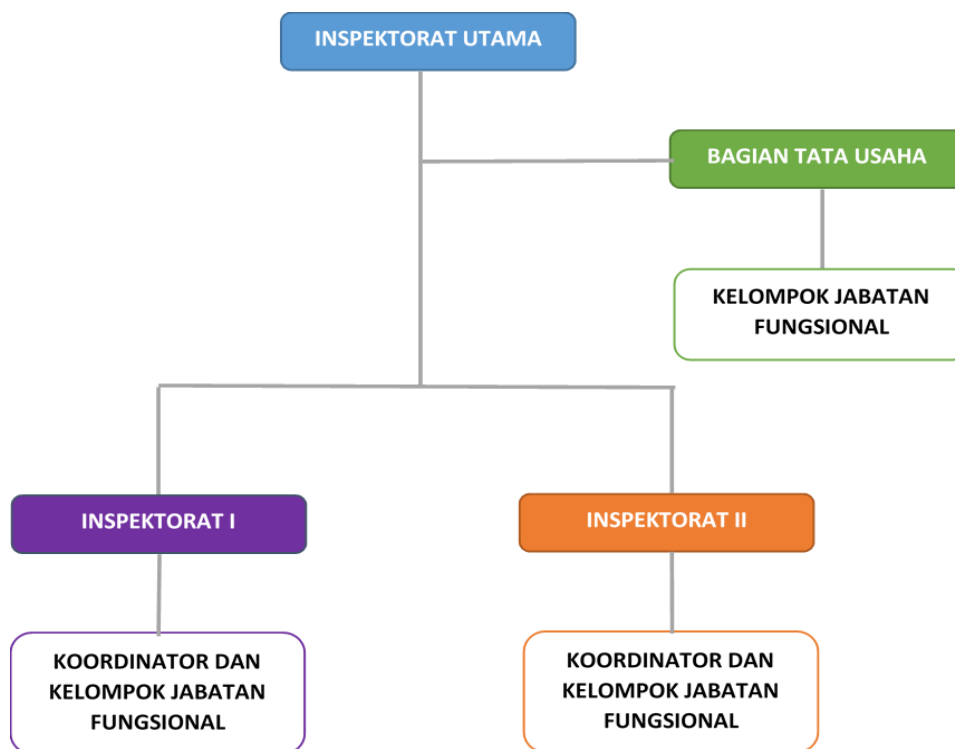 INSPEKTORAT UTAMA
BAGIAN TATA USAHA
KELOMPOK JABATAN
FUNGSIONAL
INSPEKTORAT I
INSPEKTORAT II
KOORDINATOR DAN
KELOMPOK JABATAN
FUNGSIONAL
KOORDINATOR DAN
KELOMPOK JABATAN
FUNGSIONAL